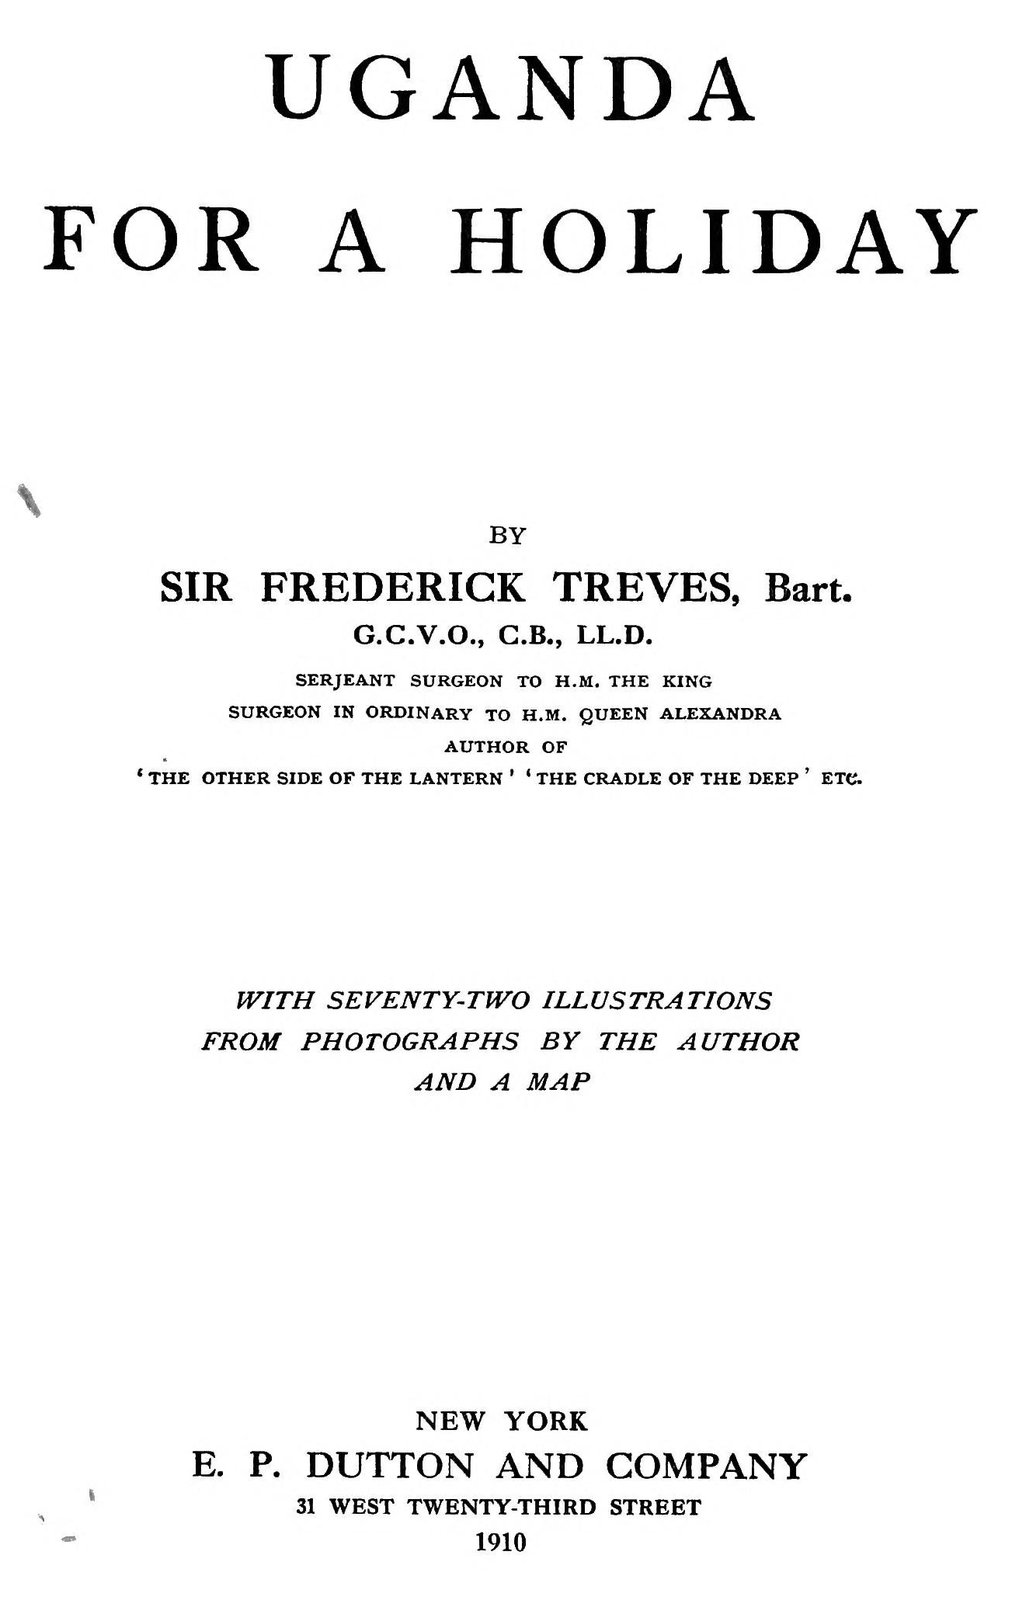 UGANDA
FOR A HOLIDAY
BY
SIR FREDERICK TREVES, Bart.
G.C.V.O., C.B., LL.D.
SERJEANT SURGEON TO H.M. THE KING
SURGEON IN ORDINARY TO H.M. QUEEN ALEXANDRA
AUTHOR OF
‘THE OTHER SIDE OF THE LANTERN’ ‘THE CRADLE OF THE DEEP’ ETC.
WITH SEVENTY-TWO ILLUSTRATIONS
FROM PHOTOGRAPHS BY THE AUTHOR
AND A MAP
NEW YORK
E. P. DUTTON AND COMPANY
31 WEST TWENTY-THIRD STREET
1910